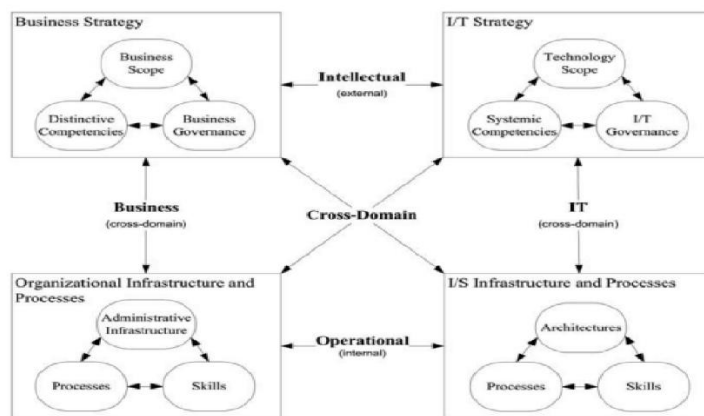 Business Strategy
I/T Strategy
Business
Scope
Technology
Scope
Intellectual
(external)
Distinctive
Competencies
Business
Governance
Systemic
Competencies
I/T
Governance
Business
(cross-domain)
Cross-Domain
IT
(cross-domain)
Organizational Infrastructure and
Processes
I/S Infrastructure and Processes
Administrative
Infrastructure
Architectures
Operational
(internal)
Processes
Skills
Processes
Skills